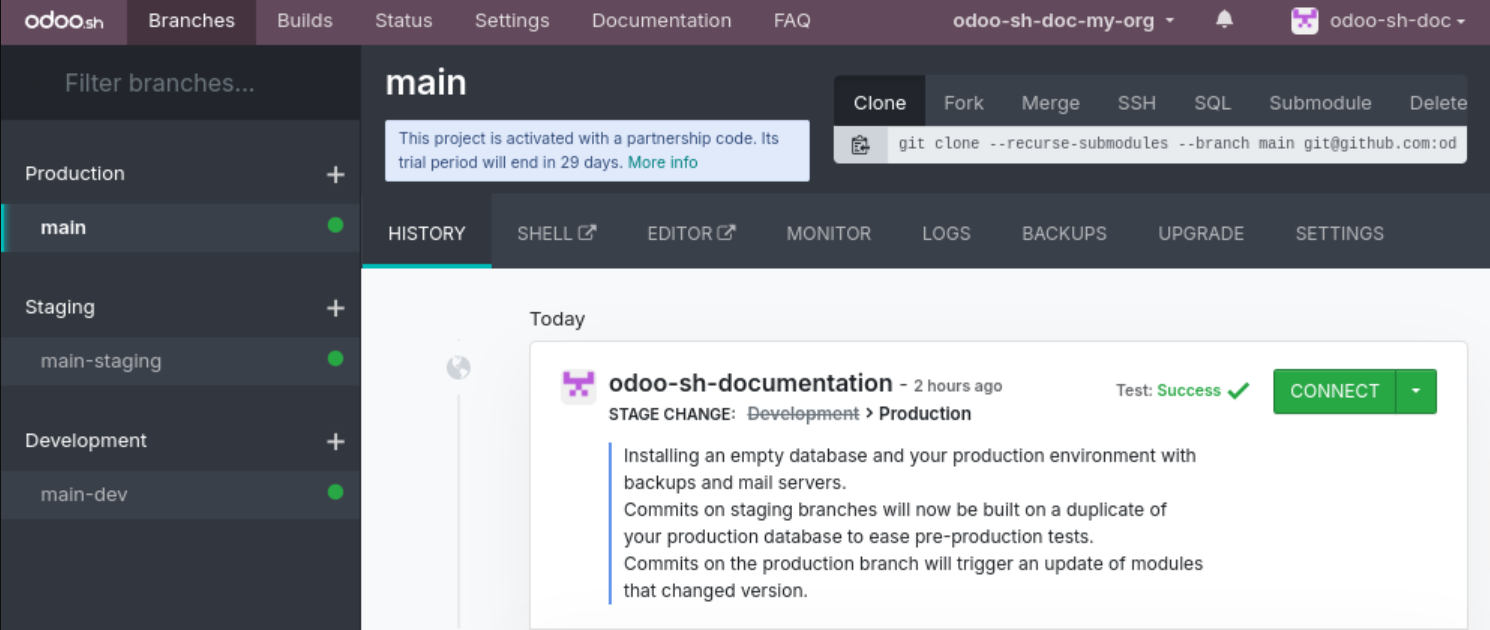 odoo.sh Branches Builds Status Settings Documentation FAQ odoo-sh-doc-my-org odoo-sh-doc
Filter branches...
Production +
main
Staging +
main-staging
Development +
main-dev
main
This project is activated with a partnership code. Its
trial period will end in 29 days. More info
Clone Fork Merge SSH SQL Submodule Delete
git clone --recurse-submodules --branch main git@github.com:od
HISTORY SHELL EDITOR MONITOR LOGS BACKUPS UPGRADE SETTINGS
Today
odoo-sh-documentation - 2 hours ago
STAGE CHANGE: Development > Production
Test: Success
CONNECT
Installing an empty database and your production environment with
backups and mail servers.
Commits on staging branches will now be built on a duplicate of
your production database to ease pre-production tests.
Commits on the production branch will trigger an update of modules
that changed version.